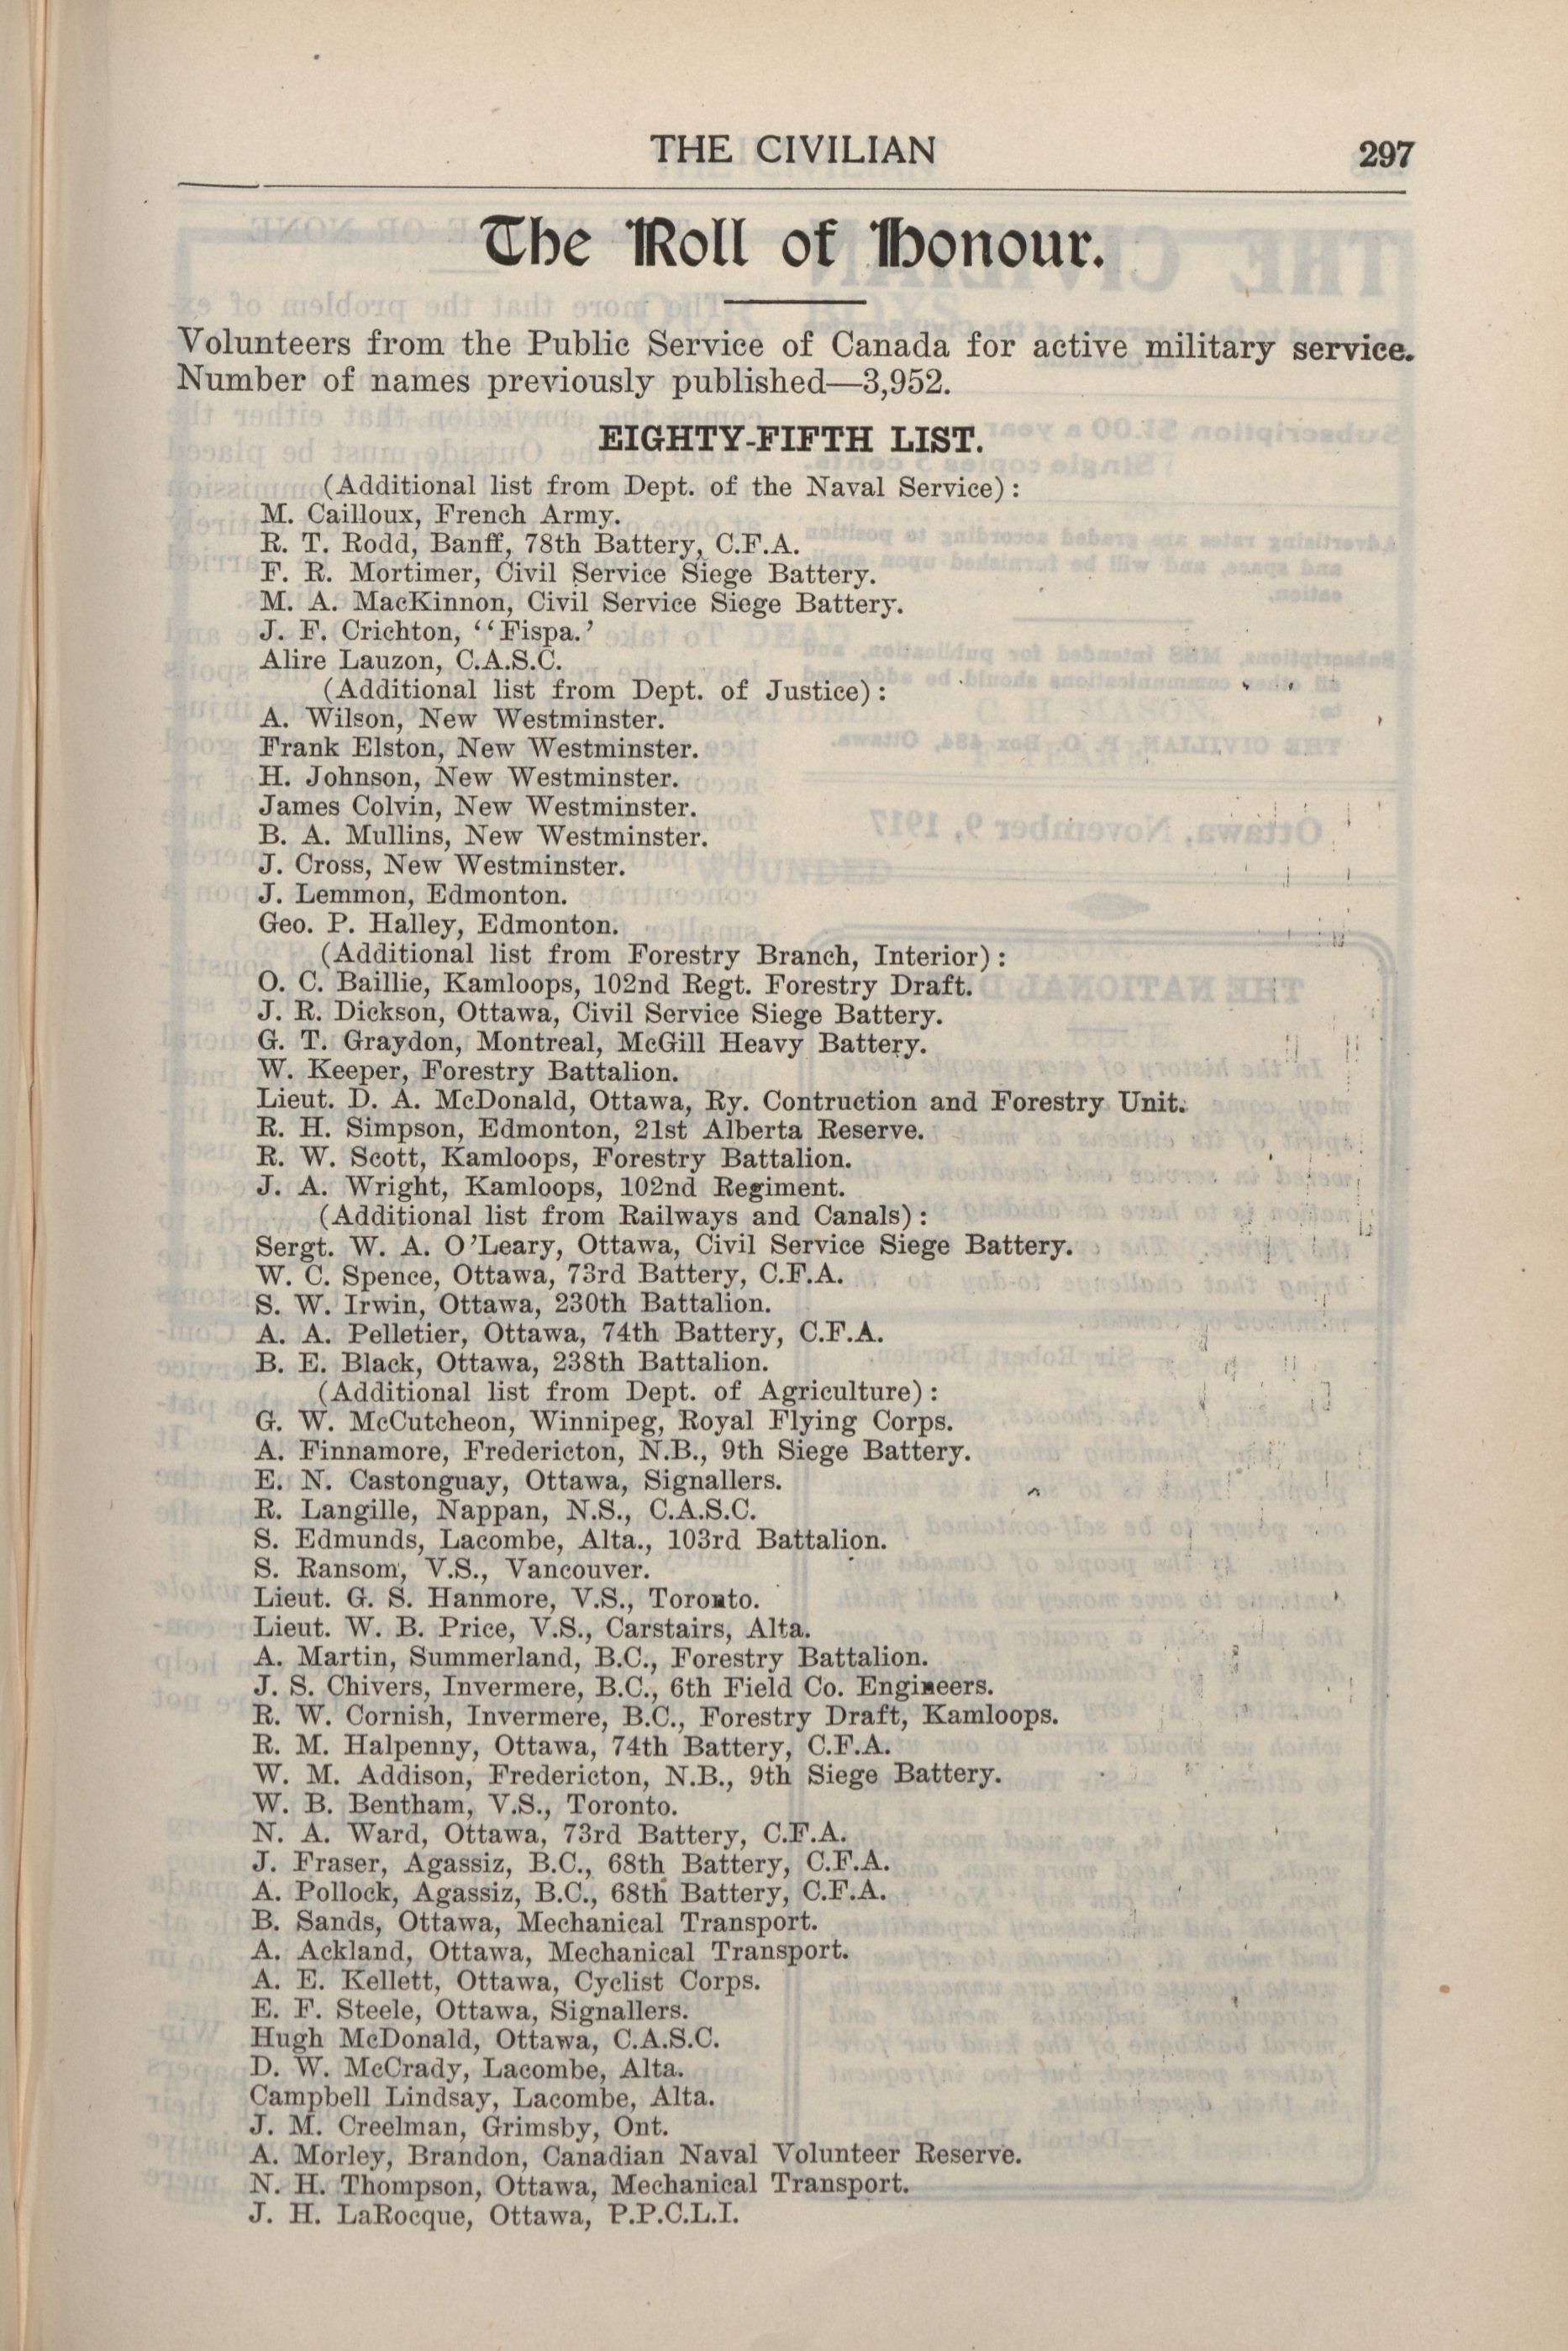 THE CIVILIAN 297
The Roll of Honour.
Volunteers from the Public Service of Canada for active military service.
Number of names previously published—3,952.
EIGHTY-FIFTH LIST.
(Additional list from Dept. of the Naval Service):
M. Cailloux, French Army.
R. T. Rodd, Banff, 78th Battery, C.F.A.
F. R. Mortimer, Civil Service Siege Battery.
M. A. MacKinnon, Civil Service Siege Battery.
J. F. Crichton, ‘‘Fispa.’
Alire Lauzon, C.A.S.C.
(Additional list from Dept. of Justice):
A. Wilson, New Westminster.
Frank Elston, New Westminster.
H. Johnson, New Westminster.
James Colvin, New Westminster.
B. A. Mullins, New Westminster.
J. Cross, New Westminster.
J. Lemmon, Edmonton.
Geo. P. Halley, Edmonton.
(Additional list from Forestry Branch, Interior):
O. C. Baillie, Kamloops, 102nd Regt. Forestry Draft.
J. R. Dickson, Ottawa, Civil Service Siege Battery.
G. T. Graydon, Montreal, McGill Heavy Battery.
W. Keeper, Forestry Battalion.
Lieut. D. A. McDonald, Ottawa, Ry. Contruction and Forestry Unit.
R. H. Simpson, Edmonton, 21st Alberta Reserve.
R. W. Scott, Kamloops, Forestry Battalion.
J. A. Wright, Kamloops, 102nd Regiment.
(Additional list from Railways and Canals):
Sergt. W. A. O’Leary, Ottawa, Civil Service Siege Battery.
W. C. Spence, Ottawa, 73rd Battery, C.F.A.
S. W. Irwin, Ottawa, 230th Battalion.
A. A. Pelletier, Ottawa, 74th Battery, C.F.A.
B. E. Black, Ottawa, 238th Battalion.
(Additional list from Dept. of Agriculture):
G. W. McCutcheon, Winnipeg, Royal Flying Corps.
A. Finnamore, Fredericton, N.B., 9th Siege Battery.
E. N. Castonguay, Ottawa, Signallers.
R. Langille, Nappan, N.S., C.A.S.C.
S. Edmunds, Lacombe, Alta., 103rd Battalion.
S. Ransom, V.S., Vancouver.
Lieut. G. S. Hanmore, V.S., Toronto.
Lieut. W. B. Price, V.S., Carstairs, Alta.
A. Martin, Summerland, B.C., Forestry Battalion.
J. S. Chivers, Invermere, B.C., 6th Field Co. Engineers.
R. W. Cornish, Invermere, B.C., Forestry Draft, Kamloops.
R. M. Halpenny, Ottawa, 74th Battery, C.F.A.
W. M. Addison, Fredericton, N.B., 9th Siege Battery.
W. B. Bentham, V.S., Toronto.
N. A. Ward, Ottawa, 73rd Battery, C.F.A.
J. Fraser, Agassiz, B.C., 68th Battery, C.F.A.
A. Pollock, Agassiz, B.C., 68th Battery, C.F.A.
B. Sands, Ottawa, Mechanical Transport.
A. Ackland, Ottawa, Mechanical Transport.
A. E. Kellett, Ottawa, Cyclist Corps.
E. F. Steele, Ottawa, Signallers.
Hugh McDonald, Ottawa, C.A.S.C.
D. W. McCrady, Lacombe, Alta.
Campbell Lindsay, Lacombe, Alta.
J. M. Creelman, Grimsby, Ont.
A. Morley, Brandon, Canadian Naval Volunteer Reserve.
N. H. Thompson, Ottawa, Mechanical Transport.
J. H. LaRocque, Ottawa, P.P.C.L.I.